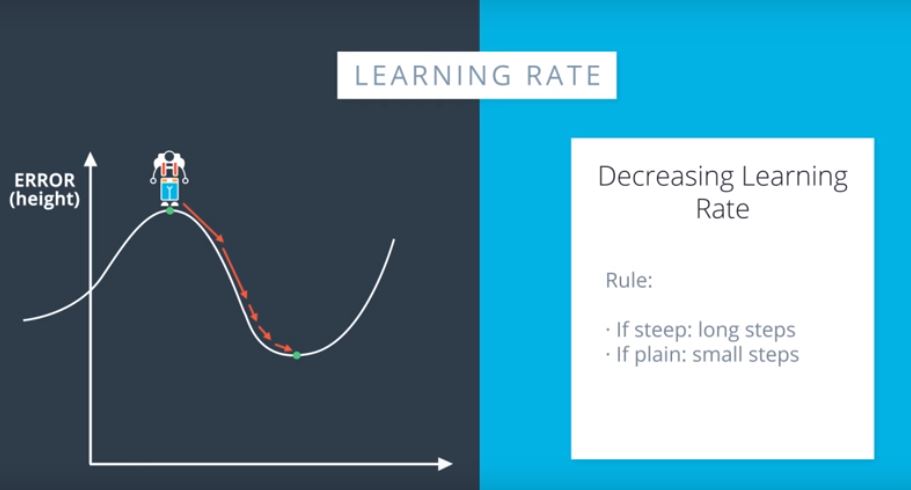 LEARNING RATE
ERROR
(height)
Decreasing Learning
Rate
Rule:
· If steep: long steps
· If plain: small steps